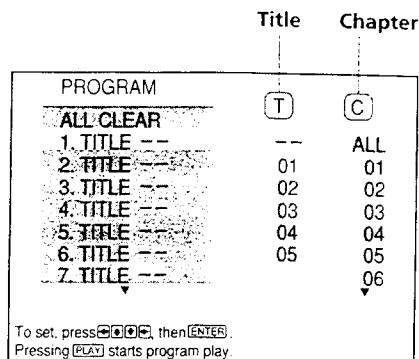 Title Chapter
PROGRAM T C
ALL CLEAR
1. TITLE -- -- ALL
2. TITLE -- 01 01
3. TITLE -- 02 02
4. TITLE -- 03 03
5. TITLE -- 04 04
6. TITLE -- 05 05
7. TITLE -- 06
To set, press ←↑↓→, then ENTER.
Pressing PLAY starts program play.